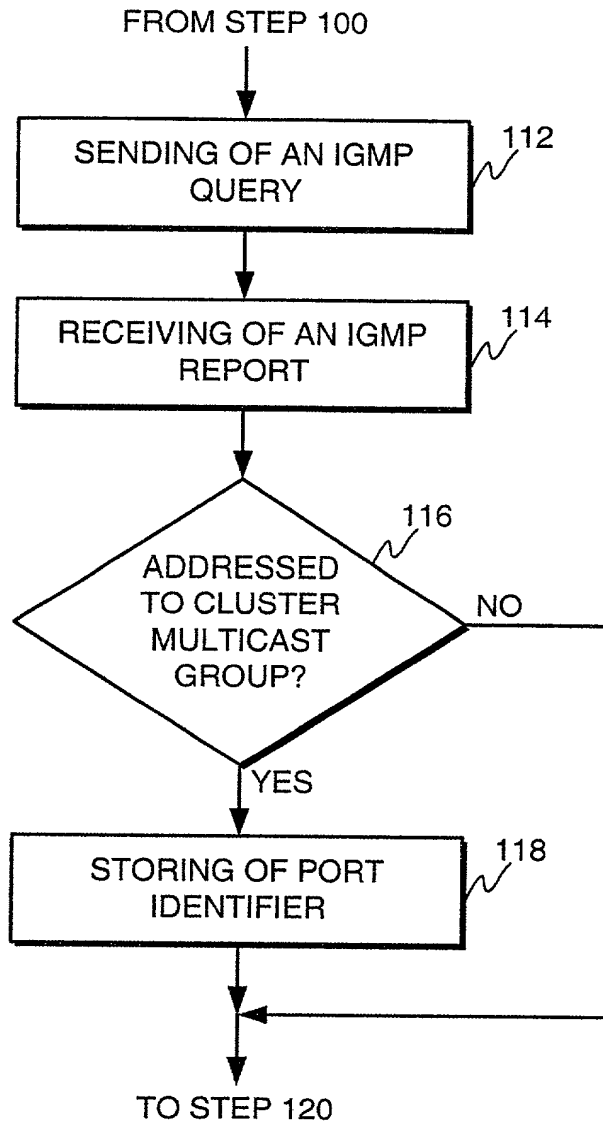 FROM STEP 100
SENDING OF AN IGMP
QUERY
112
RECEIVING OF AN IGMP
REPORT
114
116
ADDRESSED
TO CLUSTER
MULTICAST
GROUP?
NO
YES
STORING OF PORT
IDENTIFIER
118
TO STEP 120